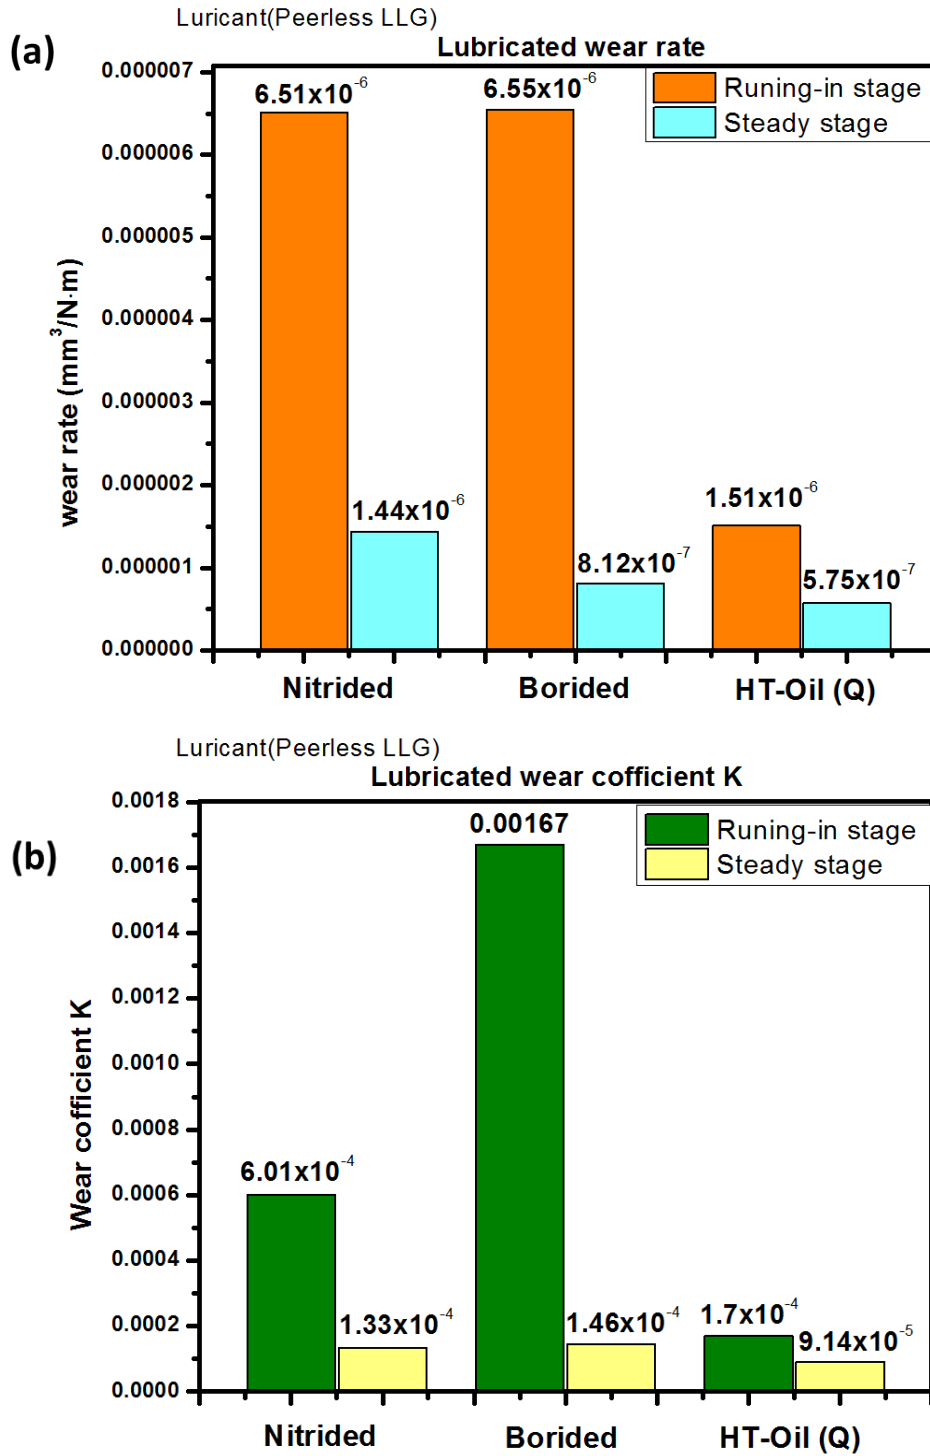 Luricant(Peerless LLG)
(a)
Lubricated wear rate
Runing-in stage
Steady stage
wear rate (mm³/N·m)
0.000007
0.000006
0.000005
0.000004
0.000003
0.000002
0.000001
0.000000
6.51x10⁻⁶
1.44x10⁻⁶
6.55x10⁻⁶
8.12x10⁻⁷
1.51x10⁻⁶
5.75x10⁻⁷
Nitrided
Borided
HT-Oil (Q)
Luricant(Peerless LLG)
(b)
Lubricated wear cofficient K
Runing-in stage
Steady stage
Wear cofficient K
0.0018
0.0016
0.0014
0.0012
0.0010
0.0008
0.0006
0.0004
0.0002
0.0000
6.01x10⁻⁴
1.33x10⁻⁴
0.00167
1.46x10⁻⁴
1.7x10⁻⁴
9.14x10⁻⁵
Nitrided
Borided
HT-Oil (Q)